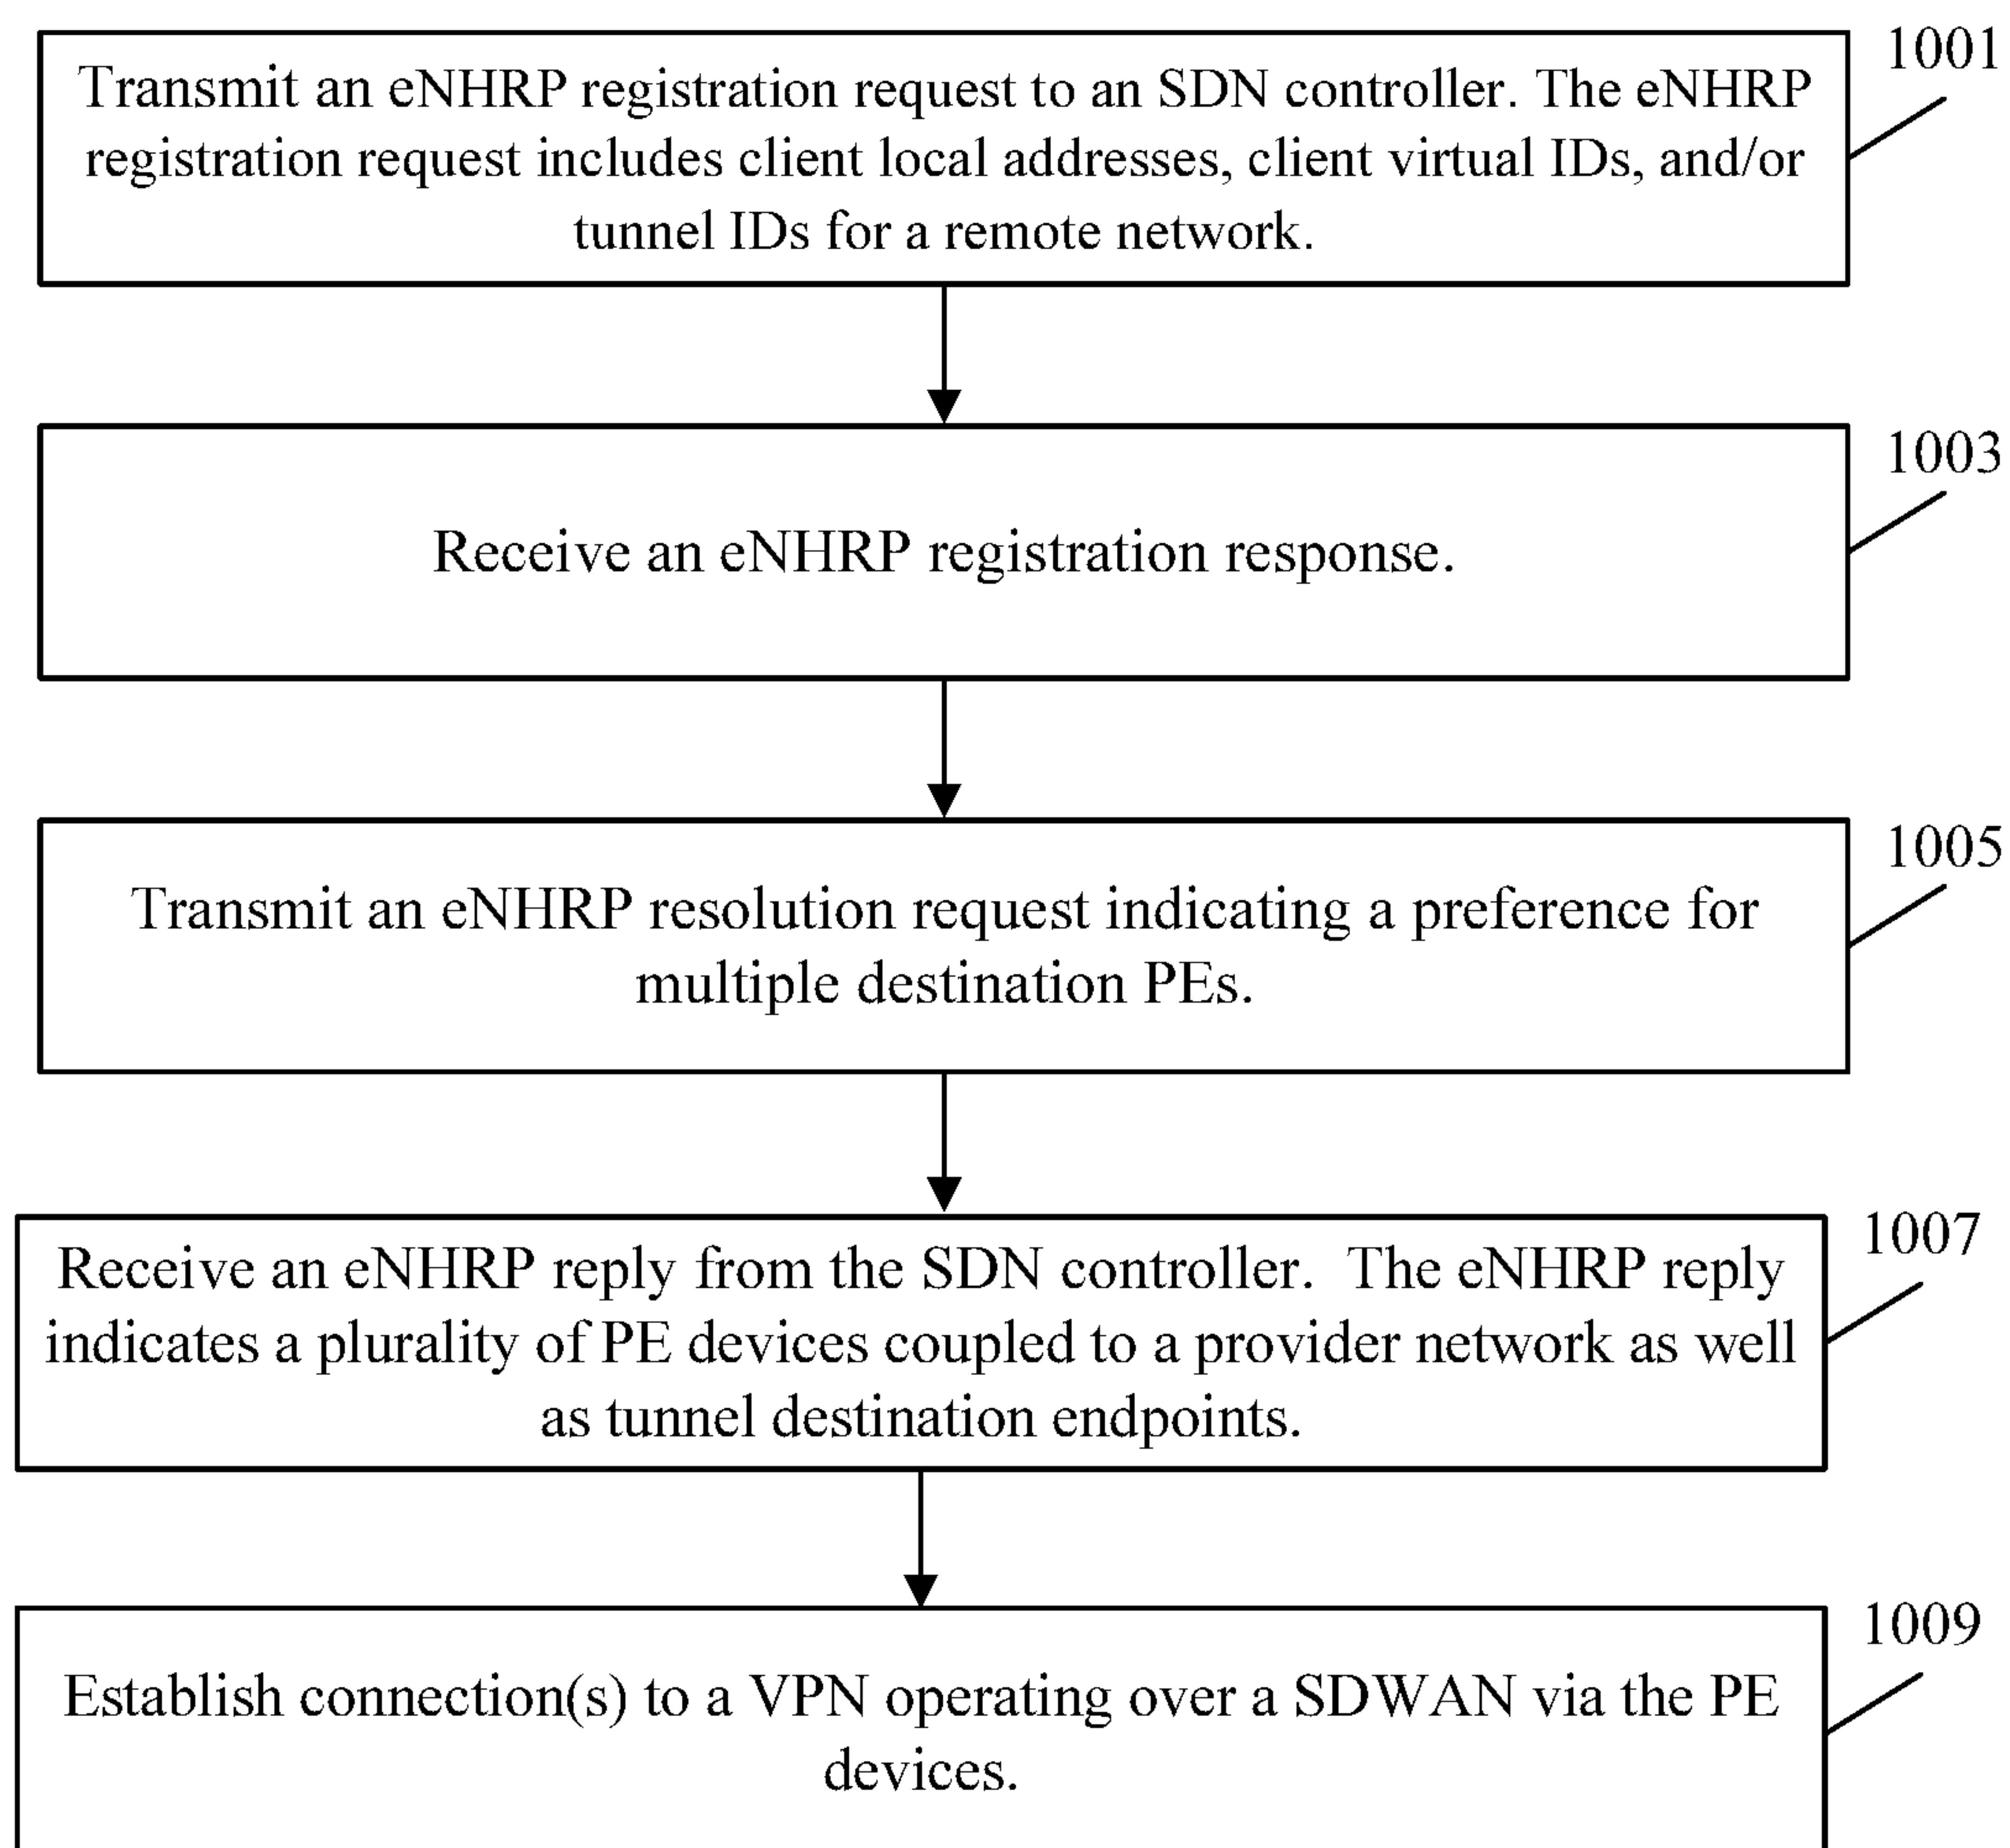 1001
Transmit an eNHRP registration request to an SDN controller. The eNHRP
registration request includes client local addresses, client virtual IDs, and/or
tunnel IDs for a remote network.
1003
Receive an eNHRP registration response.
1005
Transmit an eNHRP resolution request indicating a preference for
multiple destination PEs.
1007
Receive an eNHRP reply from the SDN controller.  The eNHRP reply
indicates a plurality of PE devices coupled to a provider network as well
as tunnel destination endpoints.
1009
Establish connection(s) to a VPN operating over a SDWAN via the PE
devices.